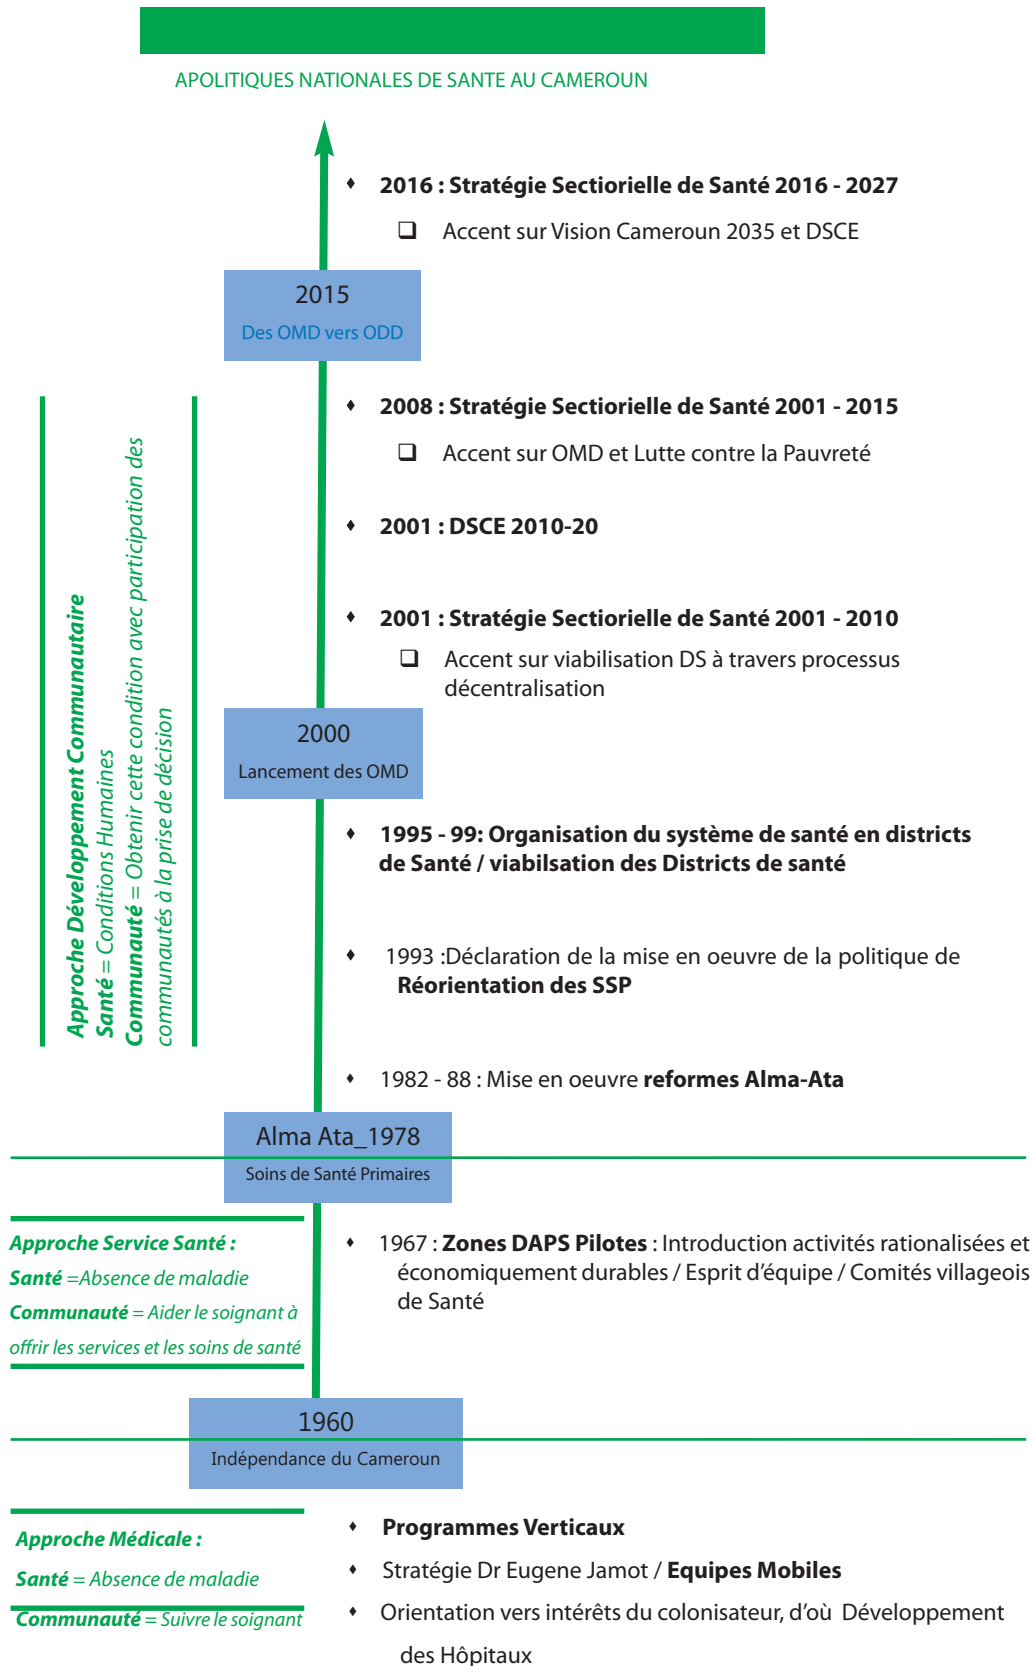 APOLITIQUES NATIONALES DE SANTE AU CAMEROUN
2016 : Stratégie Sectiorielle de Santé 2016 - 2027
Accent sur Vision Cameroun 2035 et DSCE
2015
Des OMD vers ODD
2008 : Stratégie Sectiorielle de Santé 2001 - 2015
Accent sur OMD et Lutte contre la Pauvreté
2001 : DSCE 2010-20
2001 : Stratégie Sectiorielle de Santé 2001 - 2010
Accent sur viabilisation DS à travers processus
décentralisation
Approche Développement Communautaire
Santé = Conditions Humaines
Communauté = Obtenir cette condition avec participation des
communautés à la prise de décision
2000
Lancement des OMD
1995 - 99: Organisation du système de santé en districts
de Santé / viabilsation des Districts de santé
1993 :Déclaration de la mise en oeuvre de la politique de
Réorientation des SSP
1982 - 88 : Mise en oeuvre reformes Alma-Ata
Alma Ata_1978
Soins de Santé Primaires
Approche Service Santé :
Santé =Absence de maladie
Communauté = Aider le soignant à
offrir les services et les soins de santé
1967 : Zones DAPS Pilotes : Introduction activités rationalisées et
économiquement durables / Esprit d'équipe / Comités villageois
de Santé
1960
Indépendance du Cameroun
Approche Médicale :
Santé = Absence de maladie
Communauté = Suivre le soignant
Programmes Verticaux
Stratégie Dr Eugene Jamot / Equipes Mobiles
Orientation vers intérêts du colonisateur, d'où Développement
des Hôpitaux